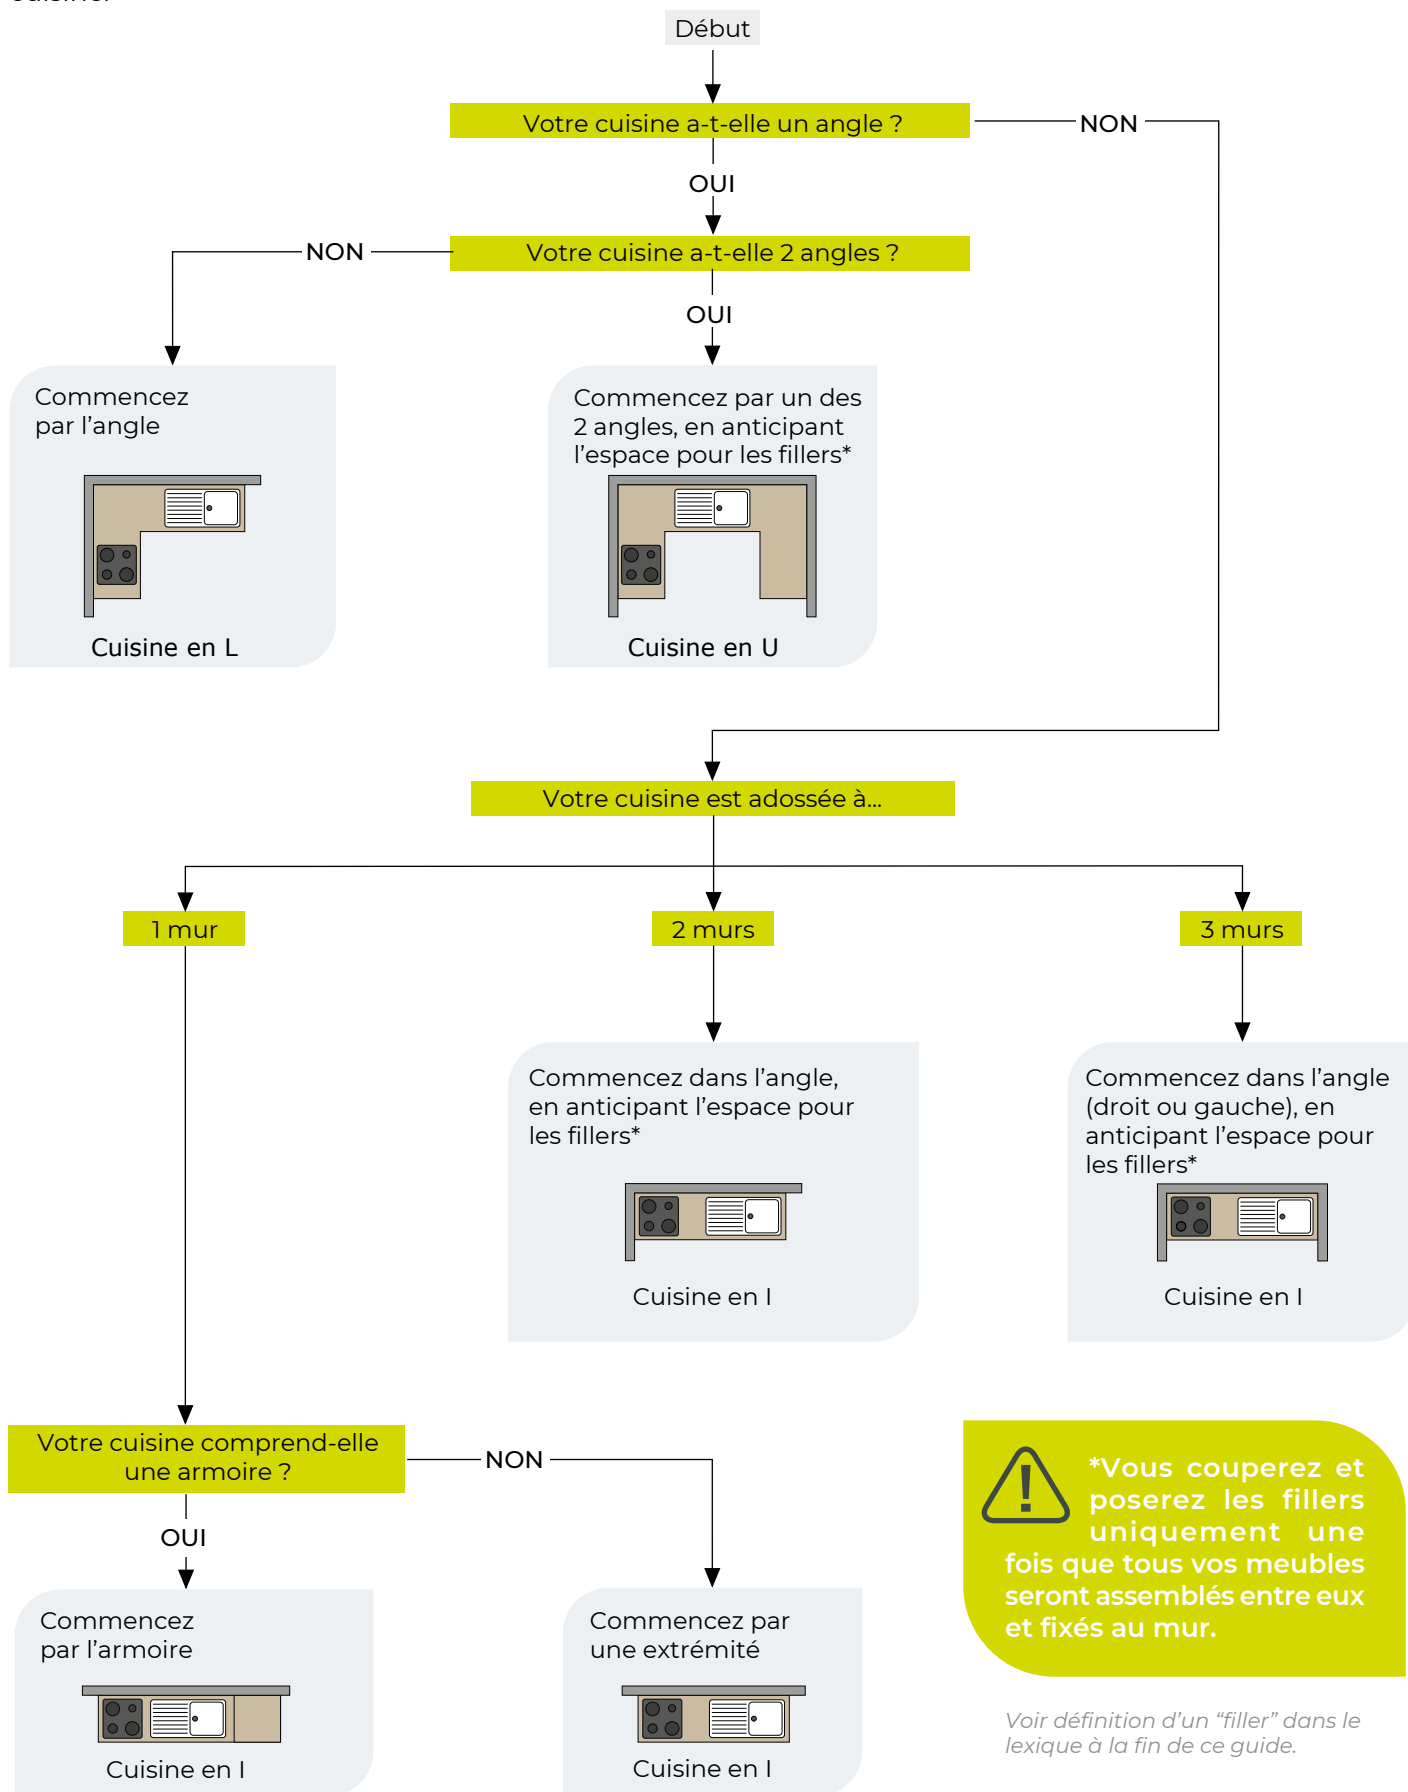 cuisine.
Début
Votre cuisine a-t-elle un angle ?
NON
OUI
Votre cuisine a-t-elle 2 angles ?
NON
OUI
Commencez
par l'angle
Cuisine en L
Commencez par un des
2 angles, en anticipant
l'espace pour les fillers*
Cuisine en U
Votre cuisine est adossée à...
1 mur
2 murs
3 murs
Commencez dans l'angle,
en anticipant l'espace pour
les fillers*
Cuisine en I
Commencez dans l'angle
(droit ou gauche), en
anticipant l'espace pour
les fillers*
Cuisine en I
Votre cuisine comprend-elle
une armoire ?
NON
OUI
Commencez
par l'armoire
Cuisine en I
Commencez par
une extrémité
Cuisine en I
*Vous couperez et
poserez les fillers
uniquement une
fois que tous vos meubles
seront assemblés entre eux
et fixés au mur.
Voir définition d'un “filler” dans le
lexique à la fin de ce guide.